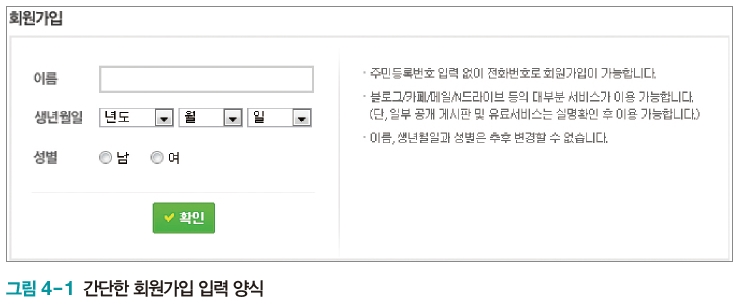 회원가입
이름
생년월일 년도 월 일
성별 남 여
확인
· 주민등록번호 입력 없이 전화번호로 회원가입이 가능합니다.
· 블로그/카페/메일/N드라이브 등의 대부분 서비스가 이용 가능합니다.
(단, 일부 공개 게시판 및 유료서비스는 실명확인 후 이용 가능합니다.)
· 이름, 생년월일과 성별은 추후 변경할 수 없습니다.
그림 4-1 간단한 회원가입 입력 양식